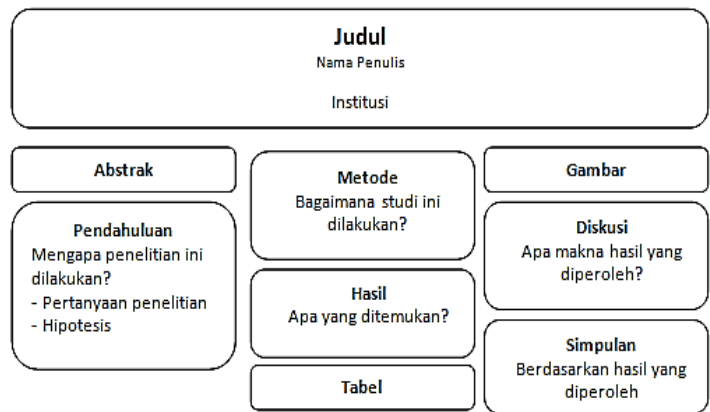 Judul
Nama Penulis
Institusi
Abstrak
Pendahuluan
Mengapa penelitian ini
dilakukan?
- Pertanyaan penelitian
- Hipotesis
Metode
Bagaimana studi ini
dilakukan?
Hasil
Apa yang ditemukan?
Tabel
Gambar
Diskusi
Apa makna hasil yang
diperoleh?
Simpulan
Berdasarkan hasil yang
diperoleh